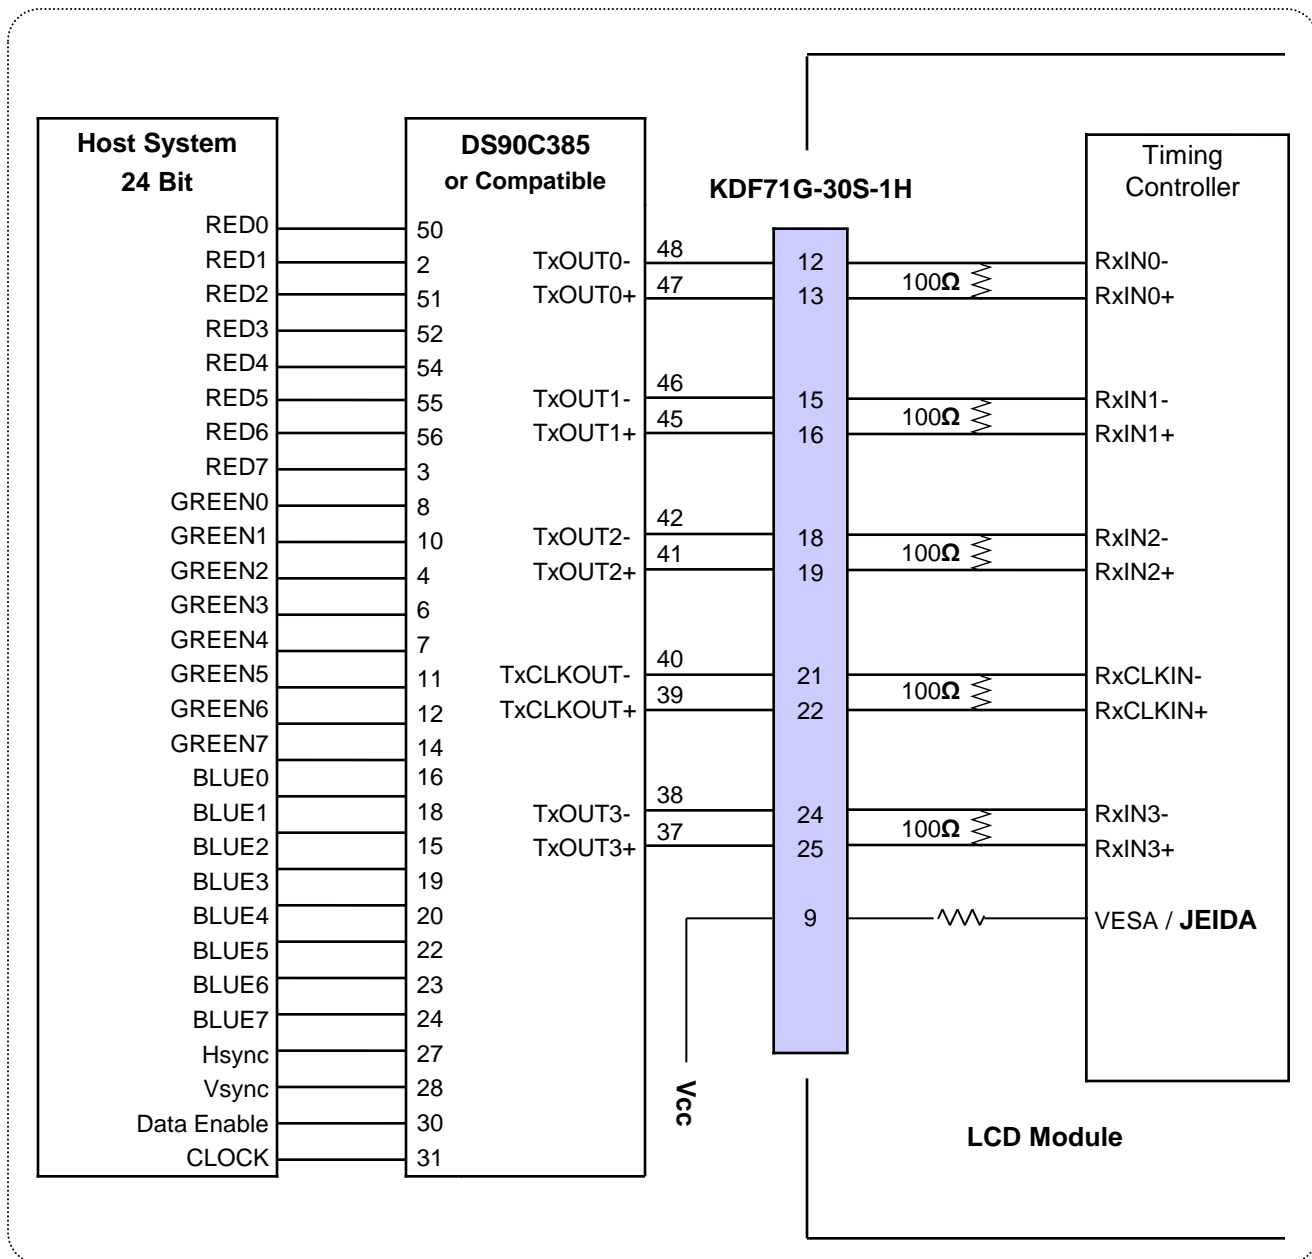 Host System
24 Bit
RED0
RED1
RED2
RED3
RED4
RED5
RED6
RED7
GREEN0
GREEN1
GREEN2
GREEN3
GREEN4
GREEN5
GREEN6
GREEN7
BLUE0
BLUE1
BLUE2
BLUE3
BLUE4
BLUE5
BLUE6
BLUE7
Hsync
Vsync
Data Enable
CLOCK
DS90C385
or Compatible
50
2
51
52
54
55
56
3
8
10
4
6
7
11
12
14
16
18
15
19
20
22
23
24
27
28
30
31
TxOUT0-
TxOUT0+
TxOUT1-
TxOUT1+
TxOUT2-
TxOUT2+
TxCLKOUT-
TxCLKOUT+
TxOUT3-
TxOUT3+
48
47
46
45
42
41
40
39
38
37
Vcc
KDF71G-30S-1H
12
13
15
16
18
19
21
22
24
25
9
100Ω
100Ω
100Ω
100Ω
100Ω
Timing
Controller
RxIN0-
RxIN0+
RxIN1-
RxIN1+
RxIN2-
RxIN2+
RxCLKIN-
RxCLKIN+
RxIN3-
RxIN3+
VESA / JEIDA
LCD Module